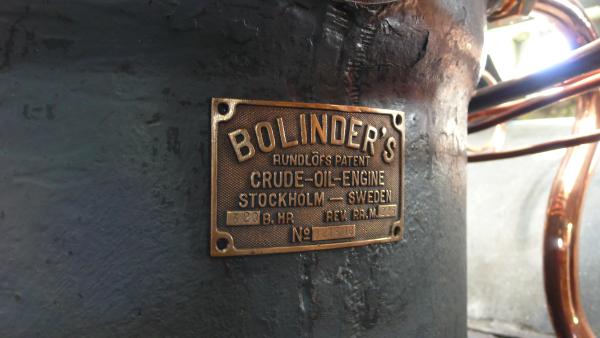 BOLINDER'S
RUNDLÖFS PATENT
CRUDE-OIL-ENGINE
STOCKHOLM — SWEDEN
B. HP. REV. PR. M.
No